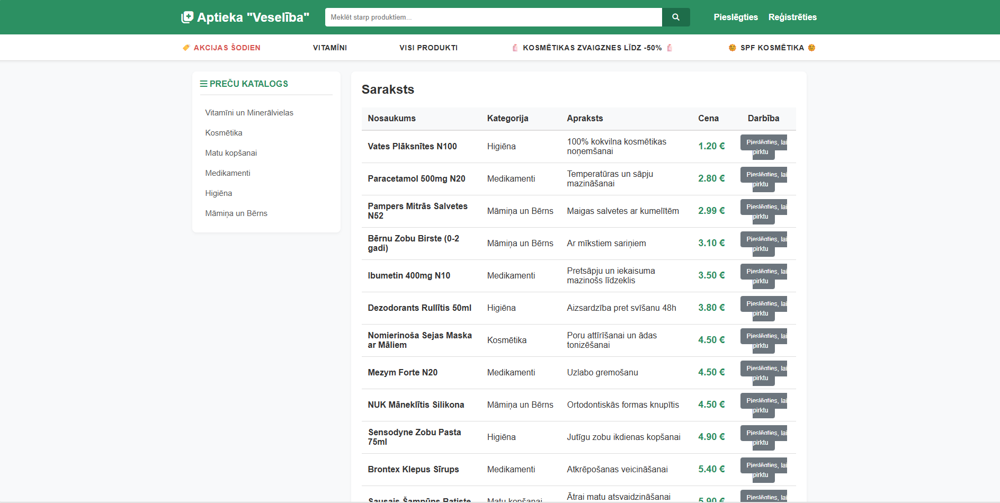 Aptieka "Veselība"
Meklēt starp produktiem...
Pieslēgties
Reģistrēties
AKCIJAS ŠODIEN
VITAMĪNI
VISI PRODUKTI
KOSMĒTIKAS ZVAIGZNES LĪDZ -50%
SPF KOSMĒTIKA
PREČU KATALOGS
Vitamīni un Minerālvielas
Kosmētika
Matu kopšanai
Medikamenti
Higiēna
Māmiņa un Bērns
Saraksts
Nosaukums Kategorija Apraksts Cena Darbība
Vates Plāksnītes N100
Higiēna
100% kokvilna kosmētikas
noņemšanai
1.20 €
Pieslēgties, lai
pirktu
Paracetamol 500mg N20
Medikamenti
Temperatūras un sāpju
mazināšanai
2.80 €
Pieslēgties, lai
pirktu
Pampers Mitrās Salvetes
N52
Māmiņa un Bērns
Maigas salvetes ar kumelītēm
2.99 €
Pieslēgties, lai
pirktu
Bērnu Zobu Birste (0-2
gadi)
Māmiņa un Bērns
Ar mīkstiem sariņiem
3.10 €
Pieslēgties, lai
pirktu
Ibumetin 400mg N10
Medikamenti
Pretsāpju un iekaisuma
mazinošs līdzeklis
3.50 €
Pieslēgties, lai
pirktu
Dezodorants Rullītis 50ml
Higiēna
Aizsardzība pret svīšanu 48h
3.80 €
Pieslēgties, lai
pirktu
Nomierinoša Sejas Maska
ar Māliem
Kosmētika
Poru attīrīšanai un ādas
tonizēšanai
4.50 €
Pieslēgties, lai
pirktu
Mezym Forte N20
Medikamenti
Uzlabo gremošanu
4.50 €
Pieslēgties, lai
pirktu
NUK Māneklītis Silikona
Māmiņa un Bērns
Ortodontiskās formas knupītis
4.50 €
Pieslēgties, lai
pirktu
Sensodyne Zobu Pasta
75ml
Higiēna
Jutīgu zobu ikdienas kopšanai
4.90 €
Pieslēgties, lai
pirktu
Brontex Klepus Sīrups
Medikamenti
Atkrēpošanas veicināšanai
5.40 €
Pieslēgties, lai
pirktu
Sausais Šampūns Batiste
Matu kopšanai
Ātrai matu atsvaidzināšanai
5.90 €
Pieslēgties, lai